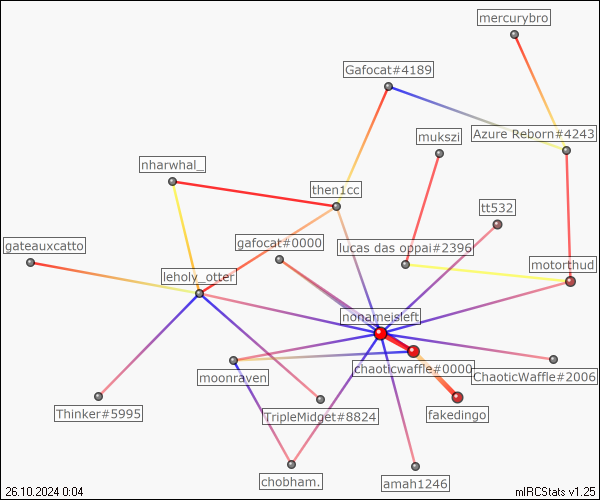 mercurybro
Gafocat#4189
Azure Reborn#4243
mukszi
nharwhal_
then1cc
tt532
gafocat#0000
lucas das oppai#2396
gateauxcatto
motorthud
leholy_otter
nonameisleft
chaoticwaffle#0000
moonraven
ChaoticWaffle#2006
Thinker#5995
TripleMidget#8824
fakedingo
chobham.
amah1246
26.10.2024 0:04
mIRCStats v1.25